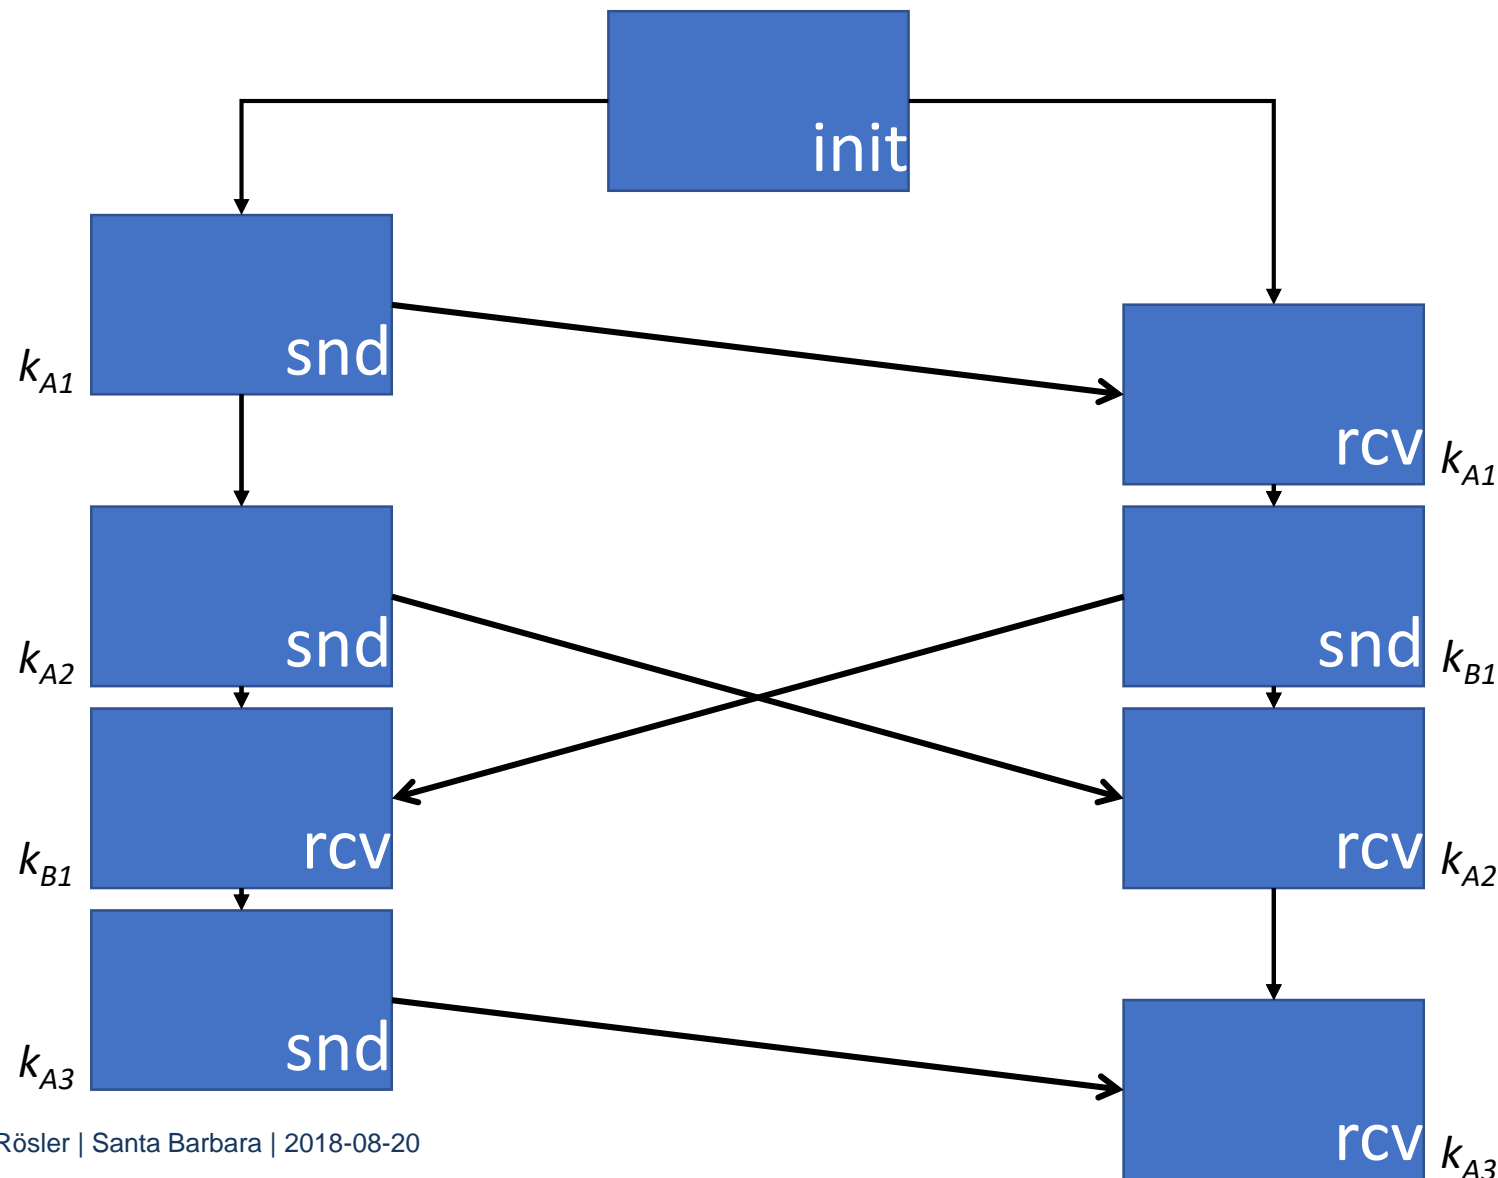 init
snd
k_A1
rcv
k_A1
snd
k_A2
snd
k_B1
rcv
k_B1
rcv
k_A2
snd
k_A3
rcv
k_A3
Rösler | Santa Barbara | 2018-08-20